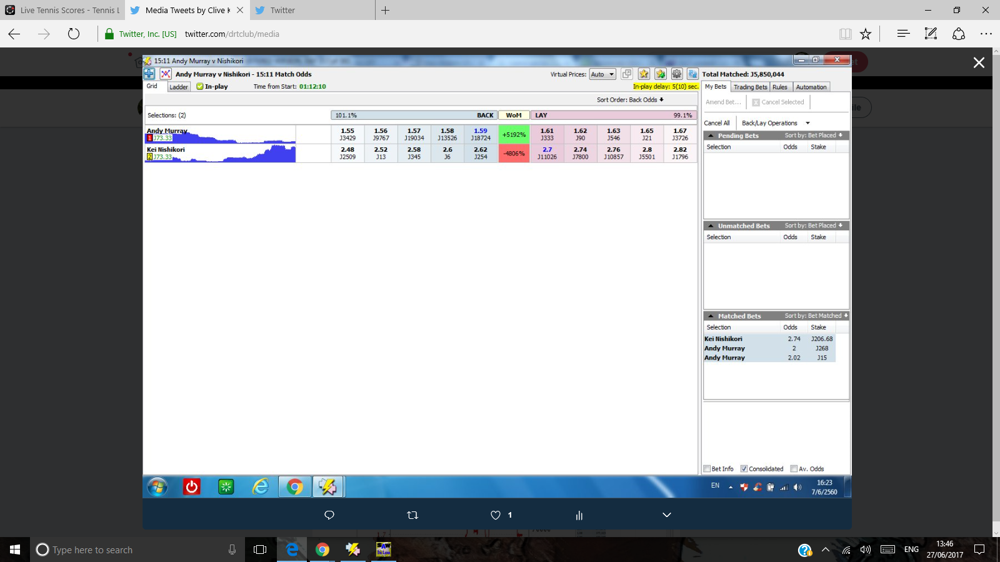 Live Tennis Scores - Tennis L
Media Tweets by Clive K
Twitter
Twitter, Inc. [US] twitter.com/drtclub/media
15:11 Andy Murray v Nishikori
Andy Murray v Nishikori - 15:11 Match Odds
Virtual Prices: Auto
Total Matched: J5,850,044
Grid Ladder In-play Time from Start: 01:12:10
In-play delay: 5(10) sec.
My Bets Trading Bets Rules Automation
Sort Order: Back Odds
Amend Bet... Cancel Selected
Selections: (2) 101.1% BACK WoM LAY 99.1%
Cancel All Back/Lay Operations
Andy Murray 1.55 1.56 1.57 1.58 1.59 +5192% 1.61 1.62 1.63 1.65 1.67
1 J73.33 J3429 J9767 J19034 J13526 J18724 J333 J90 J546 J21 J3726
Kei Nishikori 2.48 2.52 2.58 2.6 2.62 -4806% 2.7 2.74 2.76 2.8 2.82
2 J73.33 J2509 J13 J345 J6 J254 J11026 J7800 J10857 J5501 J1796
Pending Bets Sort by: Bet Placed
Selection Odds Stake
Unmatched Bets Sort by: Bet Placed
Selection Odds Stake
Matched Bets Sort by: Bet Matched
Selection Odds Stake
Kei Nishikori 2.74 J206.68
Andy Murray 2 J268
Andy Murray 2.02 J15
Bet Info Consolidated Av. Odds
EN 16:23
7/6/2560
1
Type here to search
ENG 13:46
27/06/2017